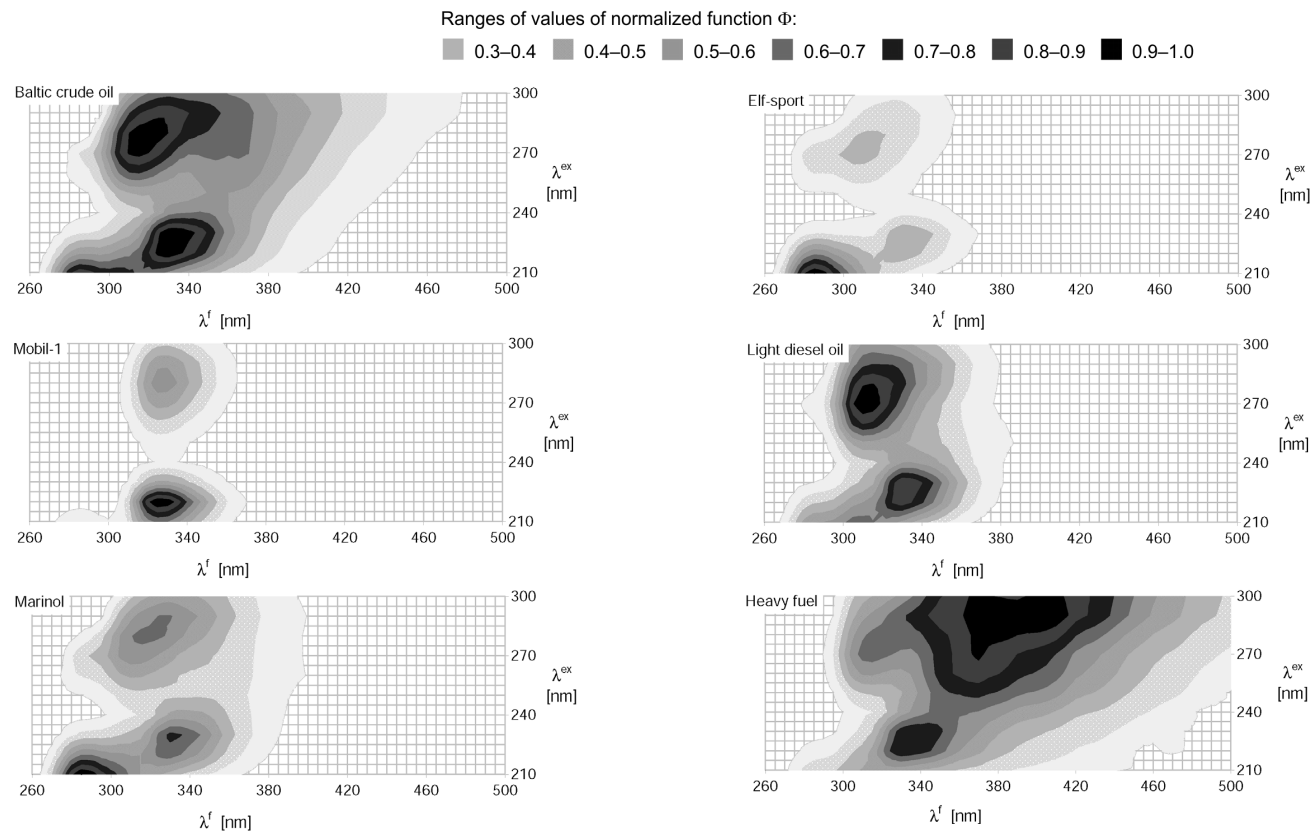 Ranges of values of normalized function Φ:
0.3–0.4 0.4–0.5 0.5–0.6 0.6–0.7 0.7–0.8 0.8–0.9 0.9–1.0
Baltic crude oil
300
270
240
210
λex
[nm]
260 300 340 380 420 460 500
λf [nm]
Elf-sport
300
270
240
210
λex
[nm]
260 300 340 380 420 460 500
λf [nm]
Mobil-1
300
270
240
210
λex
[nm]
260 300 340 380 420 460 500
λf [nm]
Light diesel oil
300
270
240
210
λex
[nm]
260 300 340 380 420 460 500
λf [nm]
Marinol
300
270
240
210
λex
[nm]
260 300 340 380 420 460 500
λf [nm]
Heavy fuel
300
270
240
210
λex
[nm]
260 300 340 380 420 460 500
λf [nm]